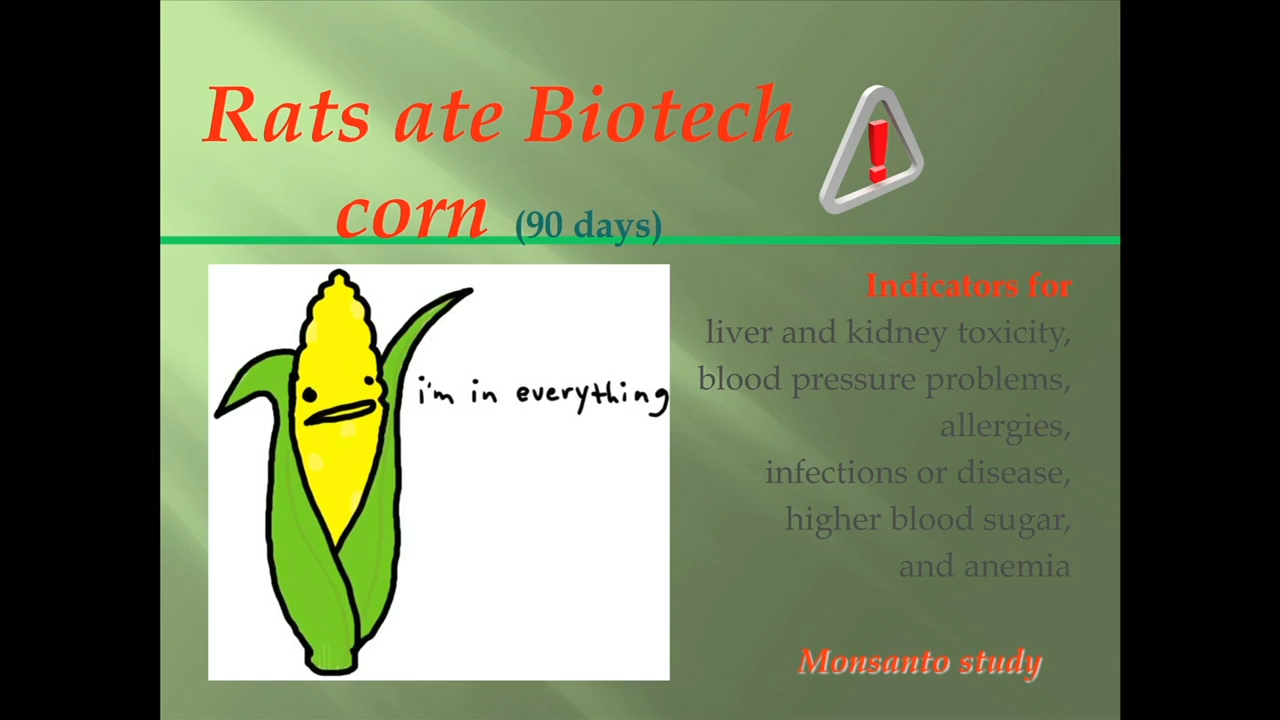 Rats ate Biotech
corn (90 days)
i'm in everything
Indicators for
liver and kidney toxicity,
blood pressure problems,
allergies,
infections or disease,
higher blood sugar,
and anemia
Monsanto study